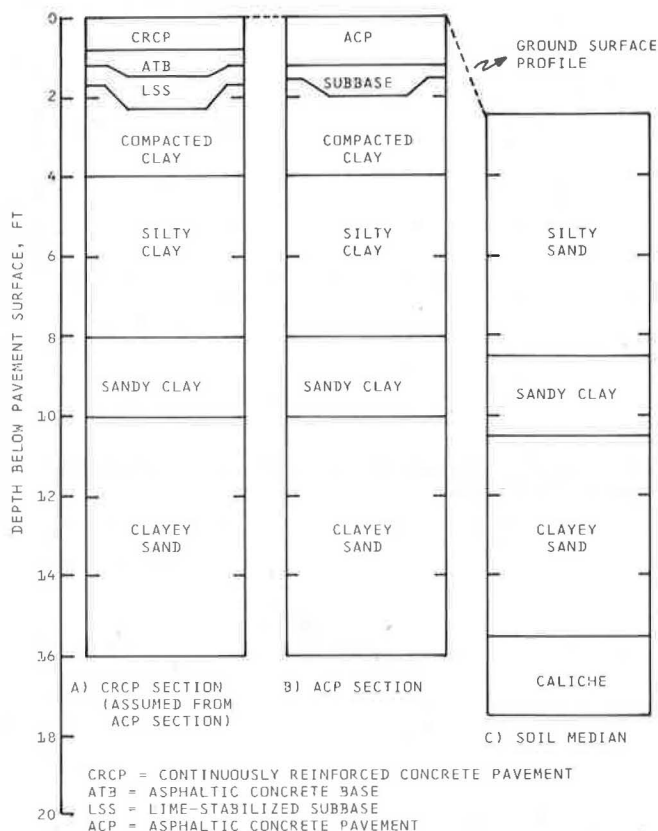 0
2
4
6
8
10
12
14
16
18
20
DEPTH BELOW PAVEMENT SURFACE, FT
CRCP
ATB
LSS
COMPACTED
CLAY
SILTY
CLAY
SANDY CLAY
CLAYEY
SAND
A) CRCP SECTION
(ASSUMED FROM
ACP SECTION)
ACP
SUBBASE
COMPACTED
CLAY
SILTY
CLAY
SANDY CLAY
CLAYEY
SAND
B) ACP SECTION
GROUND SURFACE
PROFILE
SILTY
SAND
SANDY CLAY
CLAYEY
SAND
CALICHE
C) SOIL MEDIAN
CRCP = CONTINUOUSLY REINFORCED CONCRETE PAVEMENT
ATB = ASPHALTIC CONCRETE BASE
LSS = LIME-STABILIZED SUBBASE
ACP = ASPHALTIC CONCRETE PAVEMENT